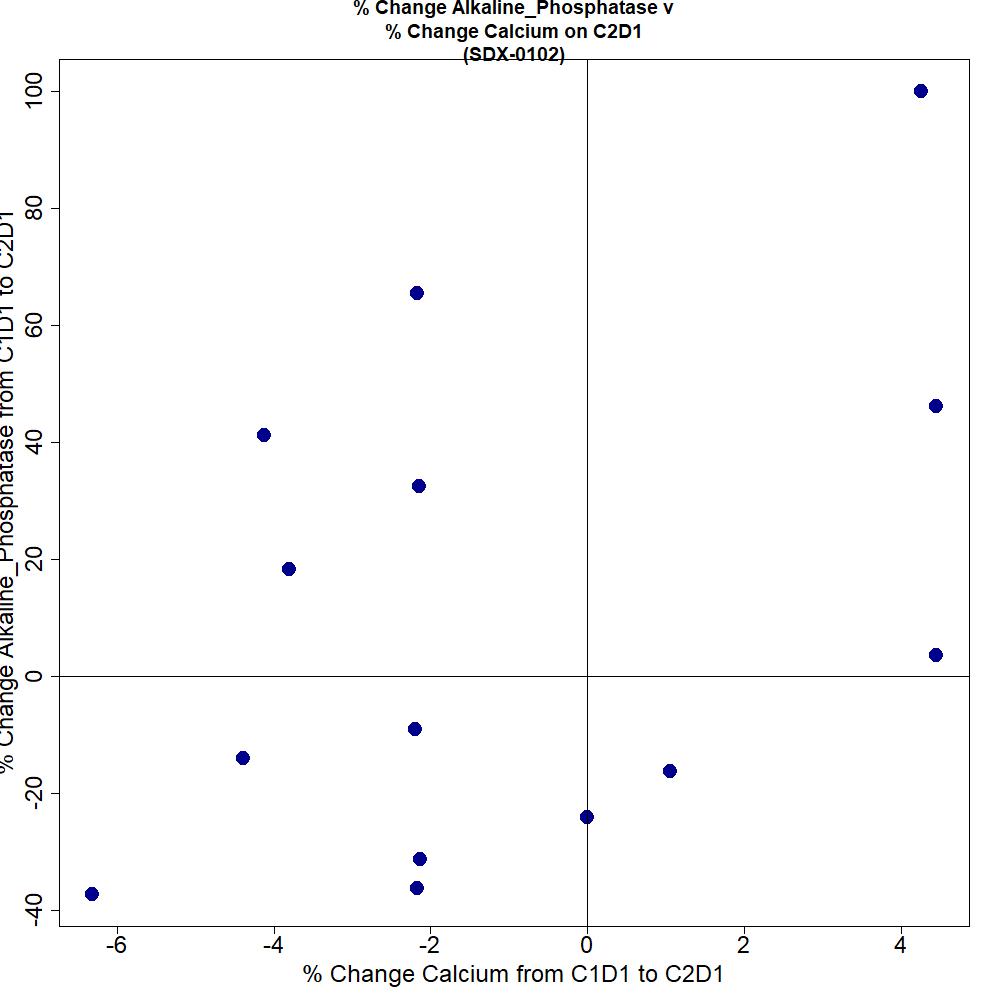 % Change Alkaline_Phosphatase v
% Change Calcium on C2D1
(SDX-0102)
% Change Alkaline_Phosphatase from C1D1 to C2D1
100
80
60
40
20
0
-20
-40
-6
-4
-2
0
2
4
% Change Calcium from C1D1 to C2D1